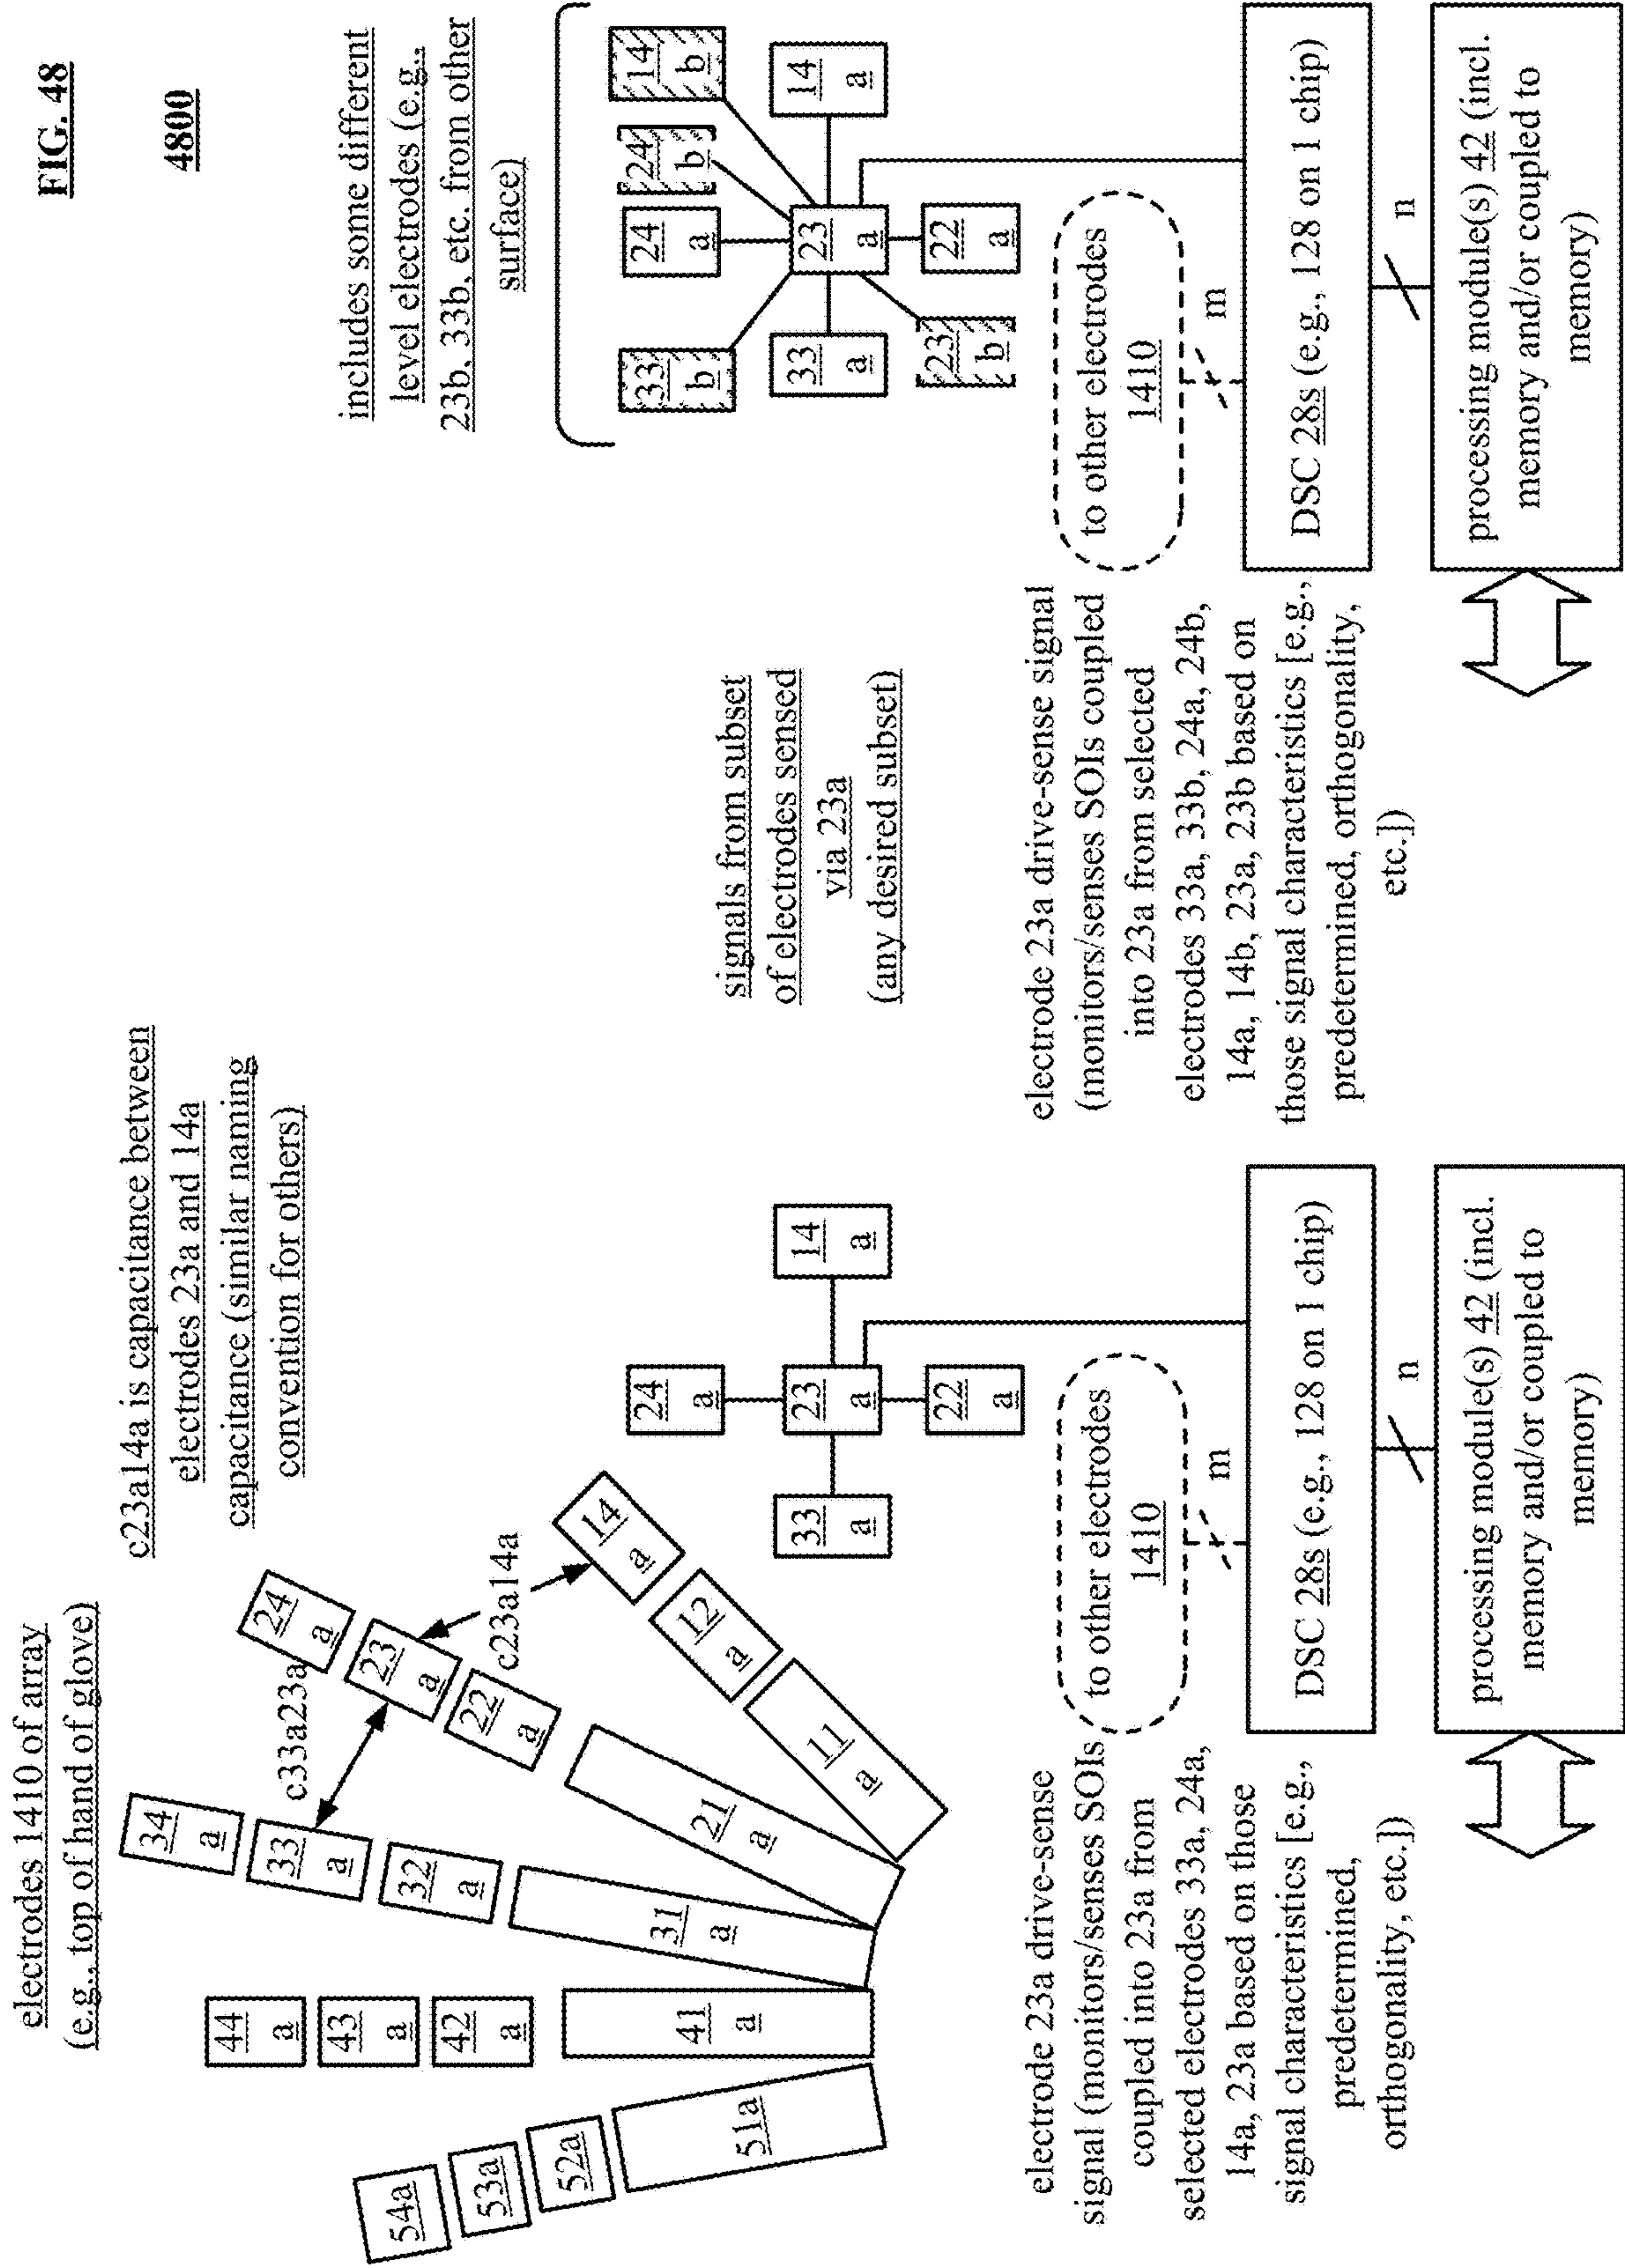 FIG. 48
4800
electrodes 1410 of array
(e.g., top of hand of glove)
c23a14a is capacitance between
electrodes 23a and 14a
capacitance (similar naming
convention for others)
includes some different
level electrodes (e.g.,
23b, 33b, etc. from other
surface)
signals from subset
of electrodes sensed
via 23a
(any desired subset)
54a
53a
52a
51a
44
a
43
a
42
a
41
a
34
a
33
a
32
a
31
a
24
a
23
a
22
a
21
a
14
a
12
a
11
a
c33a23a
c23a14a
24
a
33
a
23
a
14
a
22
a
33
b
24
a
24
b
14
b
33
a
23
a
14
a
23
b
22
a
electrode 23a drive-sense
signal (monitors/senses SOIs
coupled into 23a from
selected electrodes 33a, 24a,
14a, 23a based on those
signal characteristics [e.g.,
predetermined,
orthogonality, etc.])
to other electrodes
1410
m
DSC 28s (e.g., 128 on 1 chip)
n
processing module(s) 42 (incl.
memory and/or coupled to
memory)
electrode 23a drive-sense signal
(monitors/senses SOIs coupled
into 23a from selected
electrodes 33a, 33b, 24a, 24b,
14a, 14b, 23a, 23b based on
those signal characteristics [e.g.,
predetermined, orthogonality,
etc.])
to other electrodes
1410
m
DSC 28s (e.g., 128 on 1 chip)
n
processing module(s) 42 (incl.
memory and/or coupled to
memory)